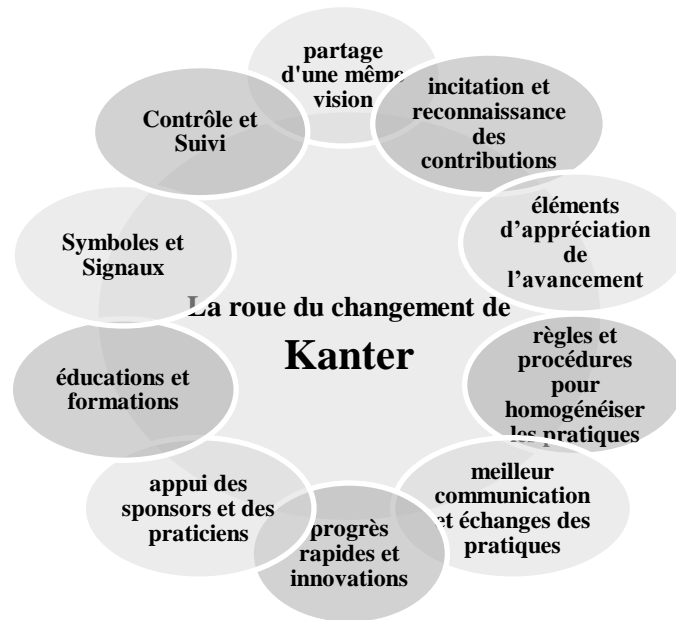 partage
d'une même
vision
incitation et
reconnaissance
des
contributions
éléments
d’appréciation
de
l’avancement
règles et
procédures
pour
homogénéiser
les pratiques
meilleur
communication
et échanges des
pratiques
progrès
rapides et
innovations
appui des
sponsors et des
praticiens
éducations et
formations
Symboles et
Signaux
Contrôle et
Suivi
La roue du changement de
Kanter